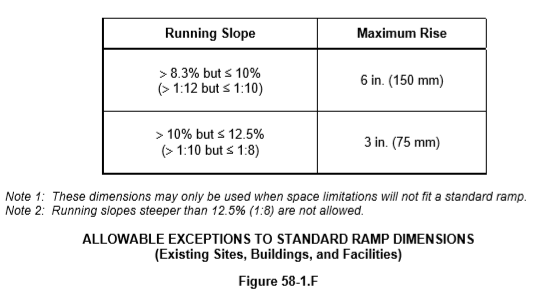 Running Slope
Maximum Rise
> 8.3% but ≤ 10%
(> 1:12 but ≤ 1:10)
6 in. (150 mm)
> 10% but ≤ 12.5%
(> 1:10 but ≤ 1:8)
3 in. (75 mm)
Note 1: These dimensions may only be used when space limitations will not fit a standard ramp.
Note 2: Running slopes steeper than 12.5% (1:8) are not allowed.
ALLOWABLE EXCEPTIONS TO STANDARD RAMP DIMENSIONS
(Existing Sites, Buildings, and Facilities)
Figure 58-1.F